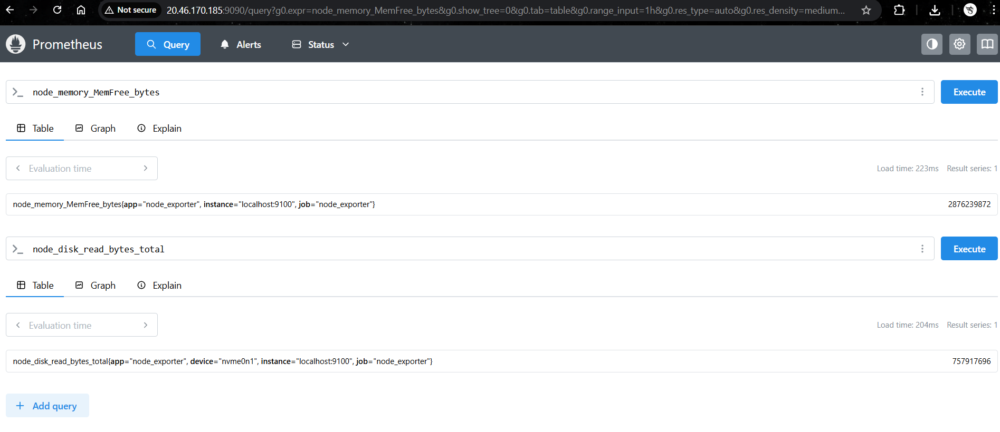 Not secure 20.46.170.185:9090/query?g0.expr=node_memory_MemFree_bytes&g0.show_tree=0&g0.tab=table&g0.range_input=1h&g0.res_type=auto&g0.res_density=medium...
Prometheus Query Alerts Status
node_memory_MemFree_bytes Execute
Table Graph Explain
Evaluation time Load time: 223ms Result series: 1
node_memory_MemFree_bytes{app="node_exporter", instance="localhost:9100", job="node_exporter"} 2876239872
node_disk_read_bytes_total Execute
Table Graph Explain
Evaluation time Load time: 204ms Result series: 1
node_disk_read_bytes_total{app="node_exporter", device="nvme0n1", instance="localhost:9100", job="node_exporter"} 757917696
Add query